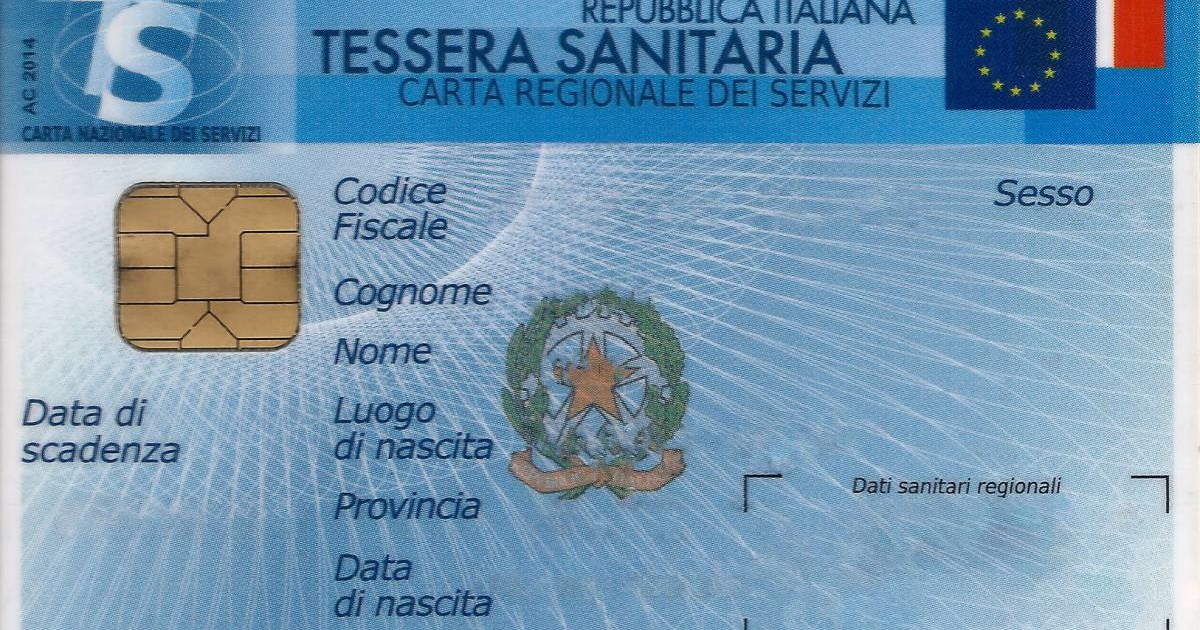 REPUBBLICA ITALIANA
TESSERA SANITARIA
CARTA REGIONALE DEI SERVIZI
TS
AC 2014
CARTA NAZIONALE DEI SERVIZI
Codice
Fiscale
Sesso
Cognome
Nome
Data di
scadenza
Luogo
di nascita
Provincia
Dati sanitari regionali
Data
di nascita